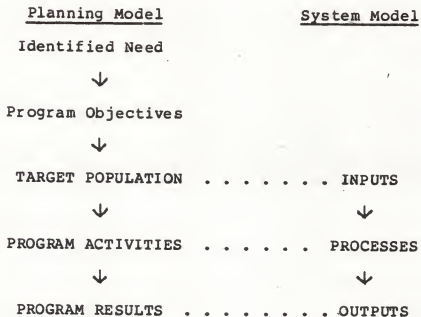 Planning Model System Model
Identified Need
↓
Program Objectives
↓
TARGET POPULATION . . . . . . . INPUTS
↓ ↓
PROGRAM ACTIVITIES . . . . . . PROCESSES
↓ ↓
PROGRAM RESULTS . . . . . . . . OUTPUTS